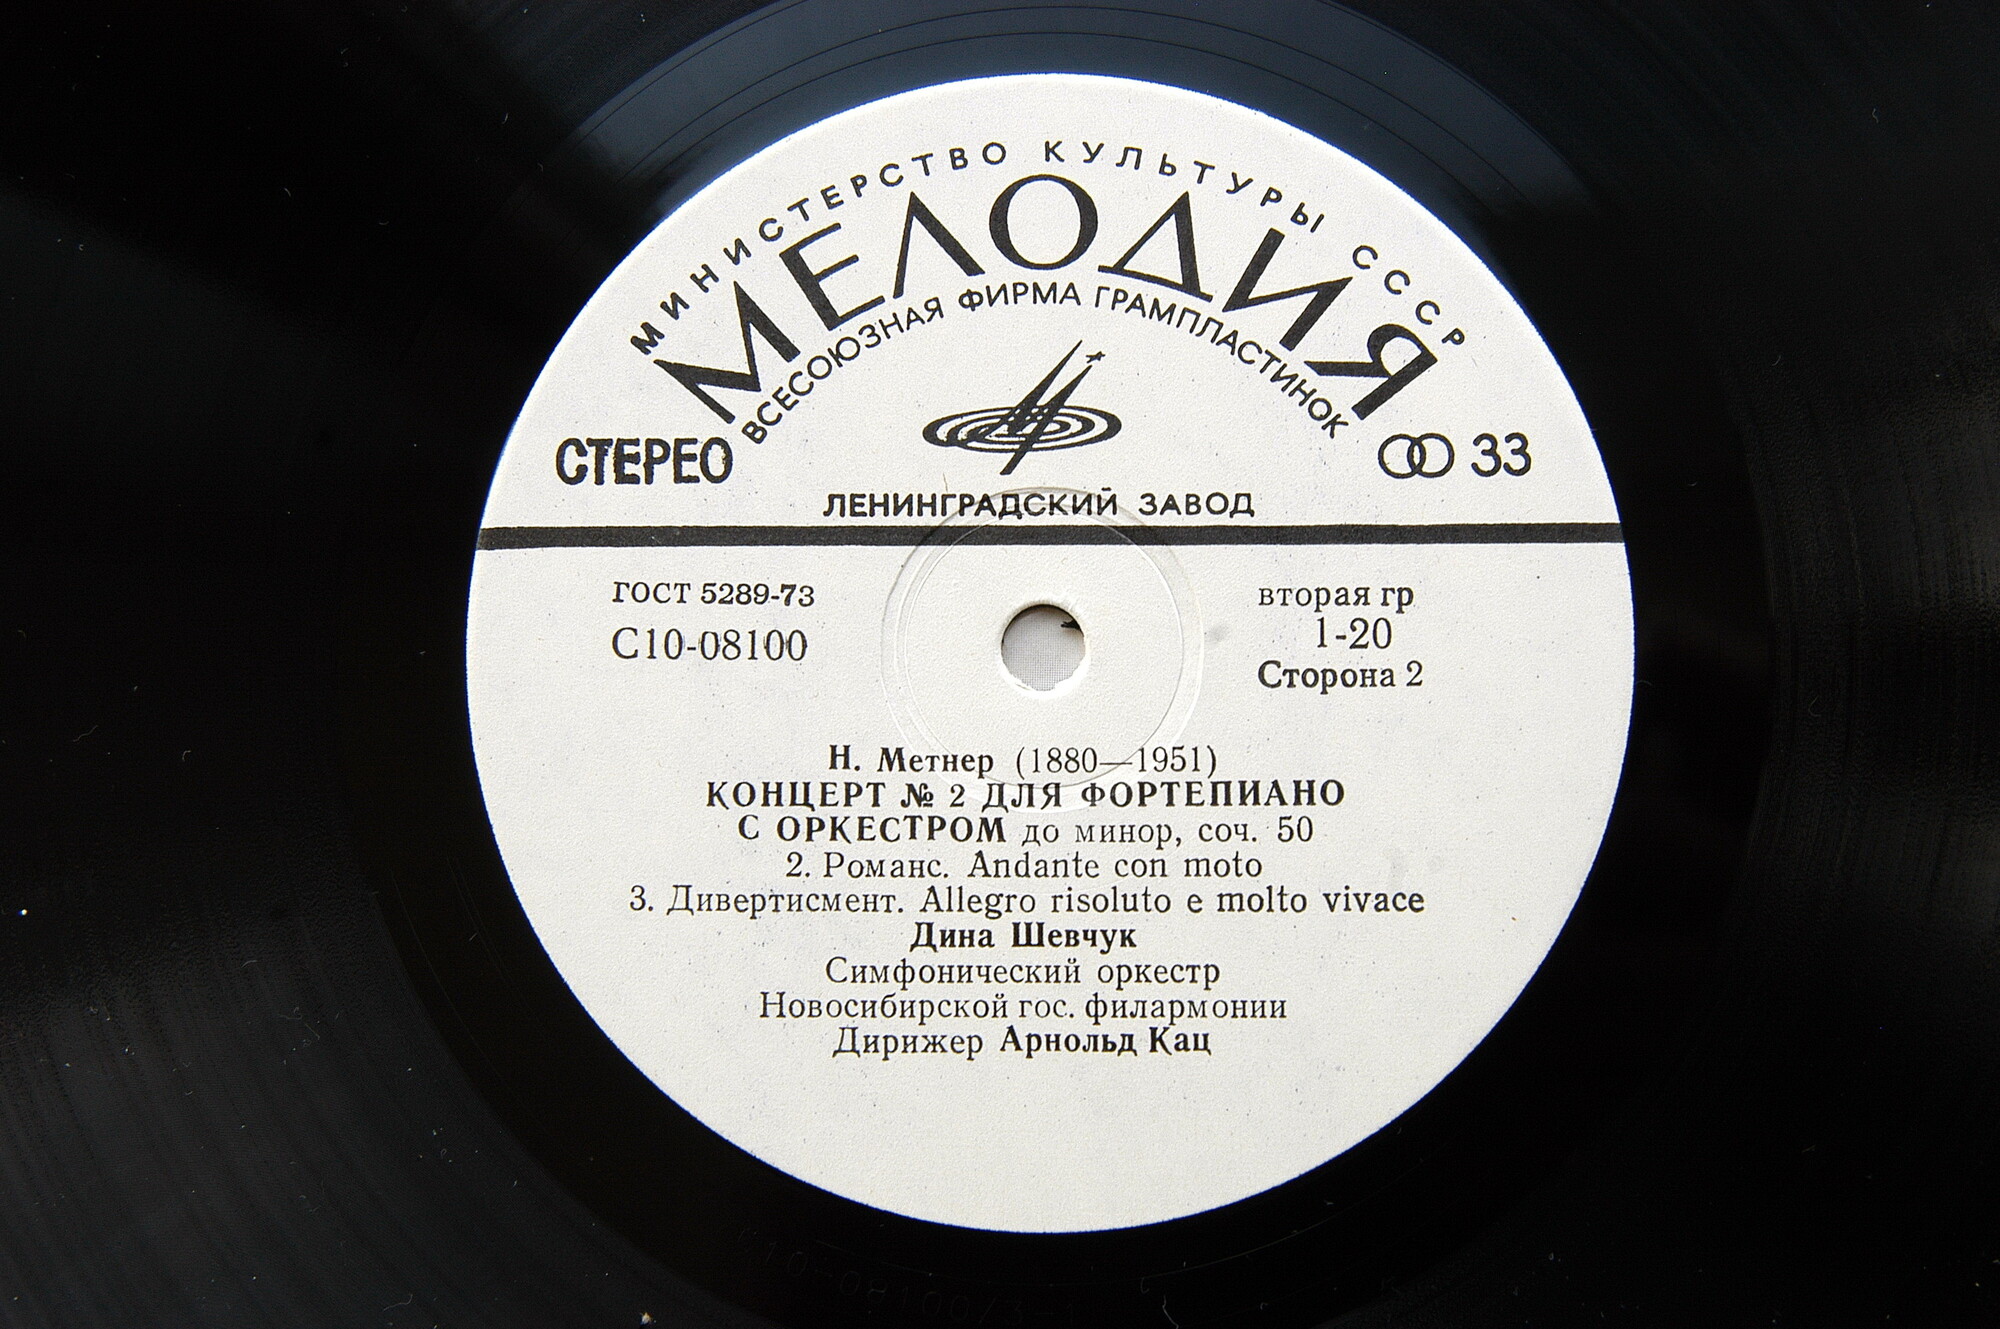 МИНИСТЕРСТВО КУЛЬТУРЫ СССР
МЕЛОДИЯ
ВСЕСОЮЗНАЯ ФИРМА ГРАМПЛАСТИНОК
СТЕРЕО
33
ЛЕНИНГРАДСКИЙ ЗАВОД
ГОСТ 5289-73
С10-08100
вторая гр
1-20
Сторона 2
Н. Метнер (1880—1951)
КОНЦЕРТ № 2 ДЛЯ ФОРТЕПИАНО
С ОРКЕСТРОМ до минор, соч. 50
2. Романс. Andante con moto
3. Дивертисмент. Allegro risoluto e molto vivace
Дина Шевчук
Симфонический оркестр
Новосибирской гос. филармонии
Дирижер Арнольд Кац